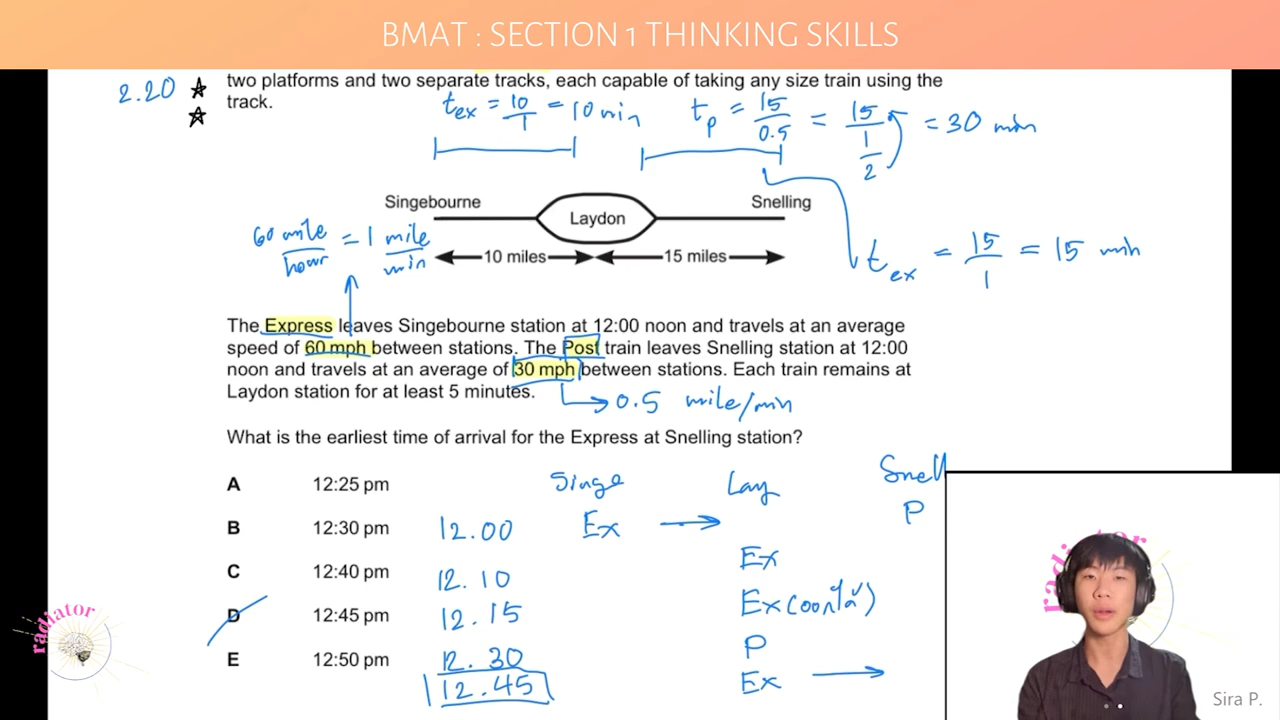 BMAT : SECTION 1 THINKING SKILLS
2.20
two platforms and two separate tracks, each capable of taking any size train using the
track.
t ex = 10/1 = 10 min
t p = 15/0.5 = 15/1/2 = 30 min
Singebourne
Laydon
Snelling
60 mile/hour = 1 mile/min
10 miles
15 miles
t ex = 15/1 = 15 min
The Express leaves Singebourne station at 12:00 noon and travels at an average
speed of 60 mph between stations. The Post train leaves Snelling station at 12:00
noon and travels at an average of 30 mph between stations. Each train remains at
Laydon station for at least 5 minutes.
0.5 mile/min
What is the earliest time of arrival for the Express at Snelling station?
Singe Lay Snell
A 12:25 pm
B 12:30 pm
C 12:40 pm
D 12:45 pm
E 12:50 pm
12.00 Ex → P
12.10 Ex
12.15 Ex
12.30 P
12.45 Ex →
radiator
radiator
Sira P.